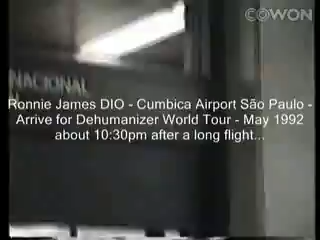 COWON
NACIONAL
Ronnie James DIO - Cumbica Airport São Paulo -
Arrive for Dehumanizer World Tour - May 1992
about 10:30pm after a long flight...